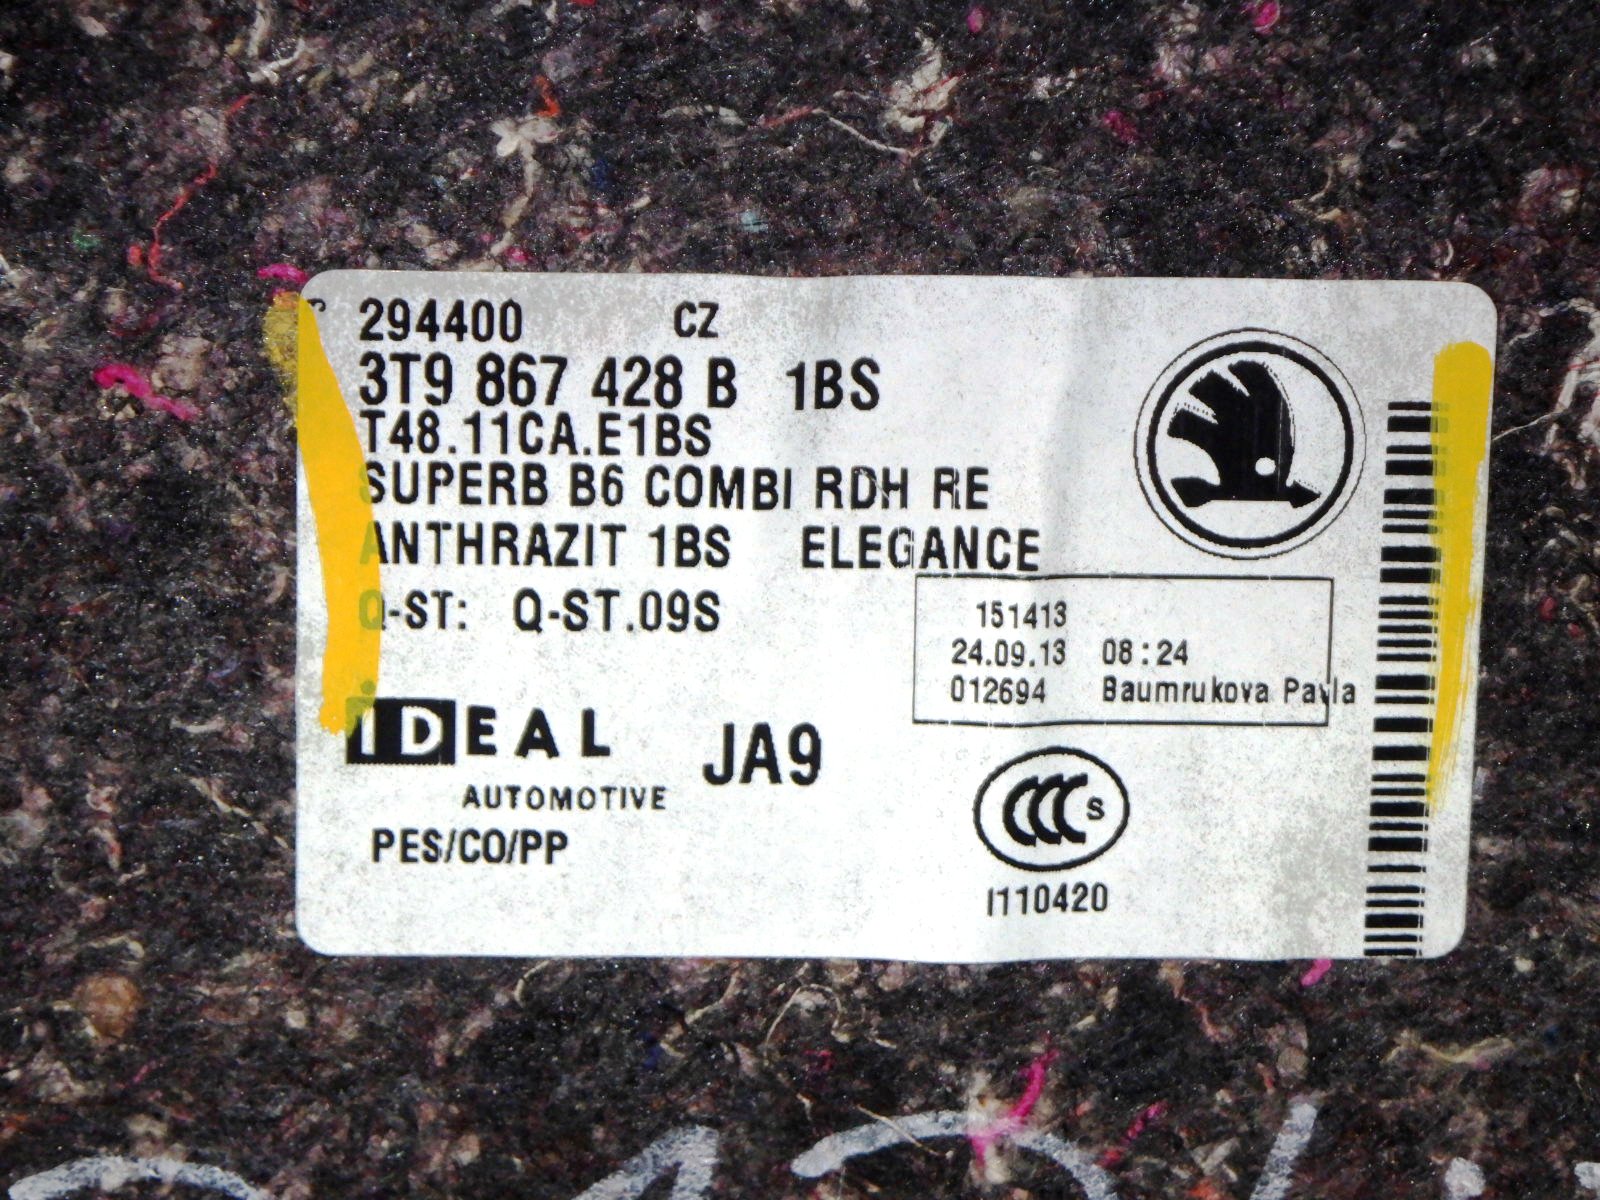 294400 CZ
3T9 867 428 B 1BS
T48.11CA.E1BS
SUPERB B6 COMBI RDH RE
ANTHRAZIT 1BS ELEGANCE
Q-ST: Q-ST.09S
151413
24.09.13 08:24
012694 Baumrukova Pavla
IDEAL
AUTOMOTIVE
JA9
PES/CO/PP
CCC S
I110420